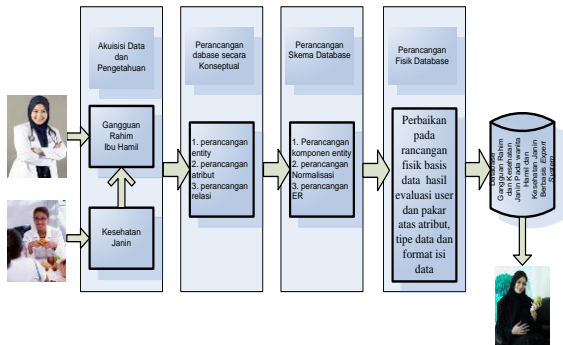 Akuisisi Data
dan
Pengetahuan
Gangguan
Rahim
Ibu Hamil
Kesehatan
Janin
Perancangan
dabase secara
Konseptual
1. perancangan
entity
2. perancangan
atribut
3. perancangan
relasi
Perancangan
Skema Database
1. Perancangan
komponen entity
2. perancangan
Normalisasi
3. perancangan
ER
Perancangan
Fisik Database
Perbaikan
pada
rancangan
fisik basis
data hasil
evaluasi user
dan pakar
atas atribut,
tipe data dan
format isi
data
Database
Gangguan Rahim
dan Kesehatan
Janin Pada wanita
Hamil dan
Kesehatan Janin
Berbasis Expert
System